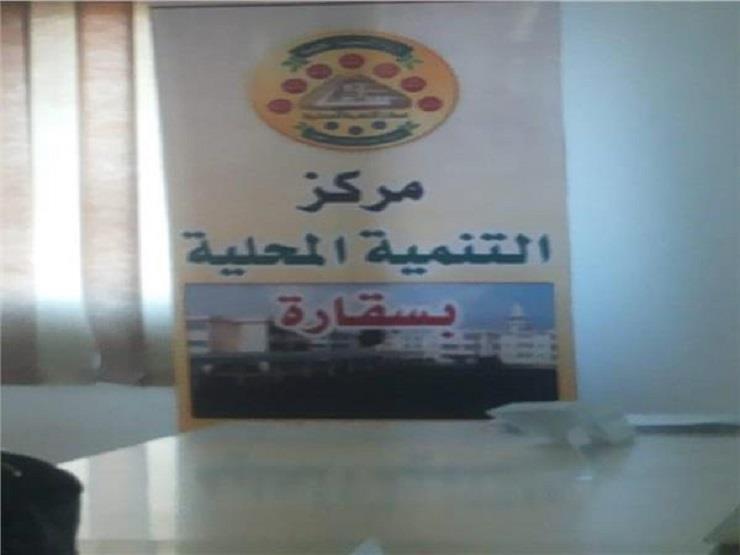 مركز
التنمية المحلية
بسقارة